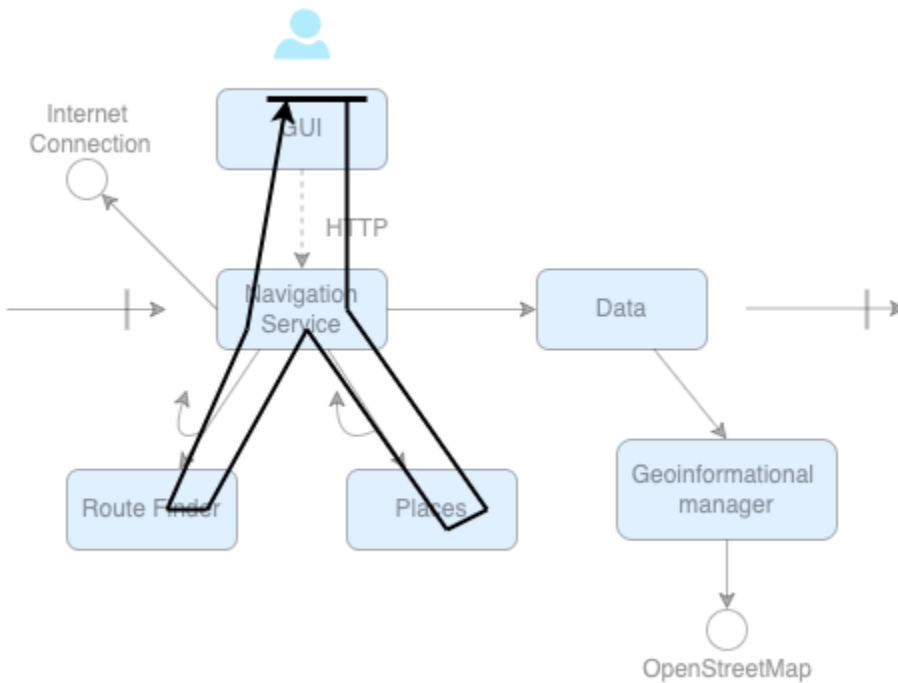 Internet
Connection
GUI
HTTP
Navigation
Service
Data
Route Finder
Places
Geoinformational
manager
OpenStreetMap